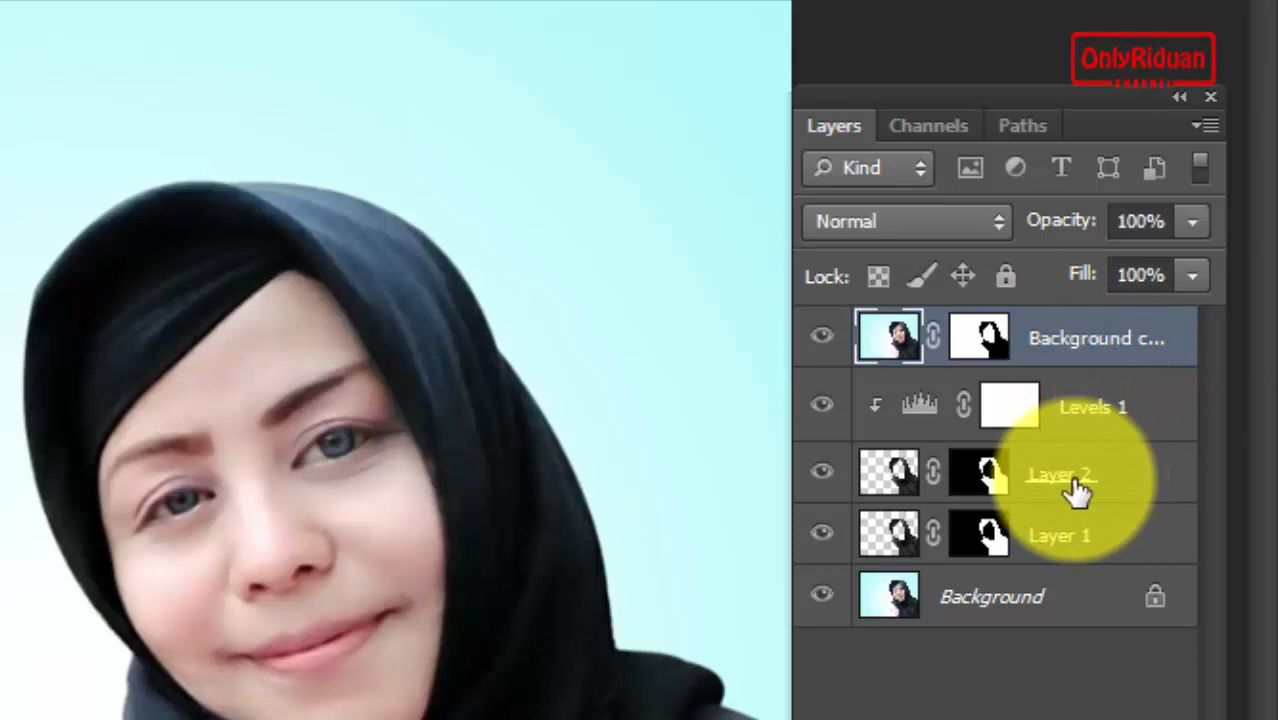 OnlyRiduan
CHANNEL
Layers Channels Paths
Kind
Normal Opacity: 100%
Lock: Fill: 100%
Background c...
Levels 1
Layer 2
Layer 1
Background